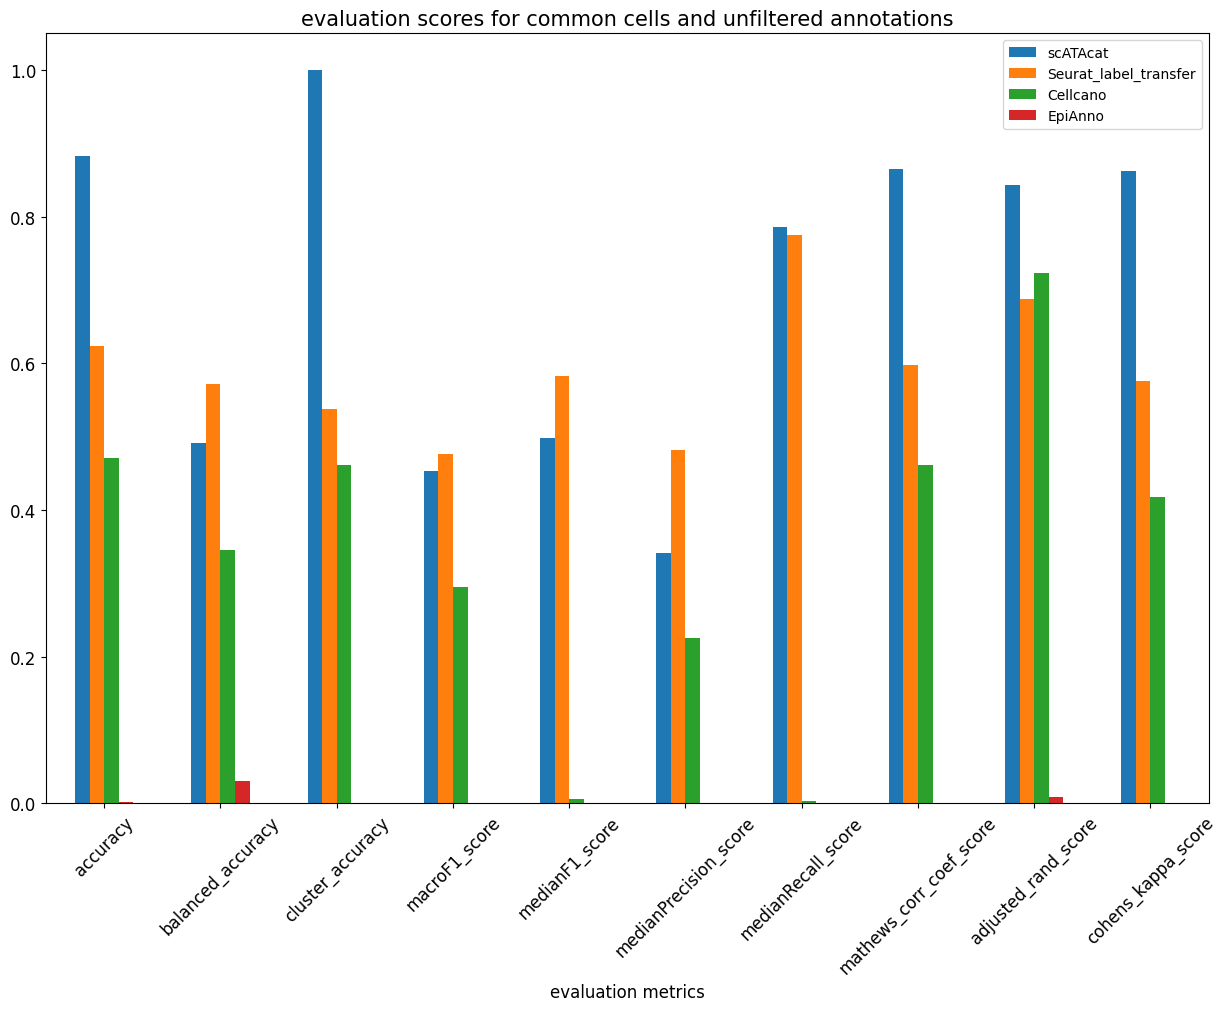 evaluation scores for common cells and unfiltered annotations
scATAcat
Seurat_label_transfer
Cellcano
EpiAnno
1.0
0.8
0.6
0.4
0.2
0.0
accuracy
balanced_accuracy
cluster_accuracy
macroF1_score
medianF1_score
medianPrecision_score
medianRecall_score
mathews_corr_coef_score
adjusted_rand_score
cohens_kappa_score
evaluation metrics